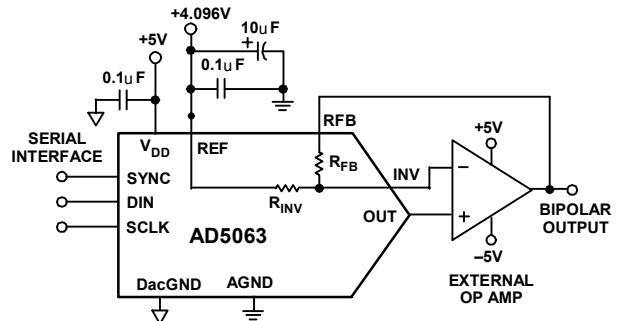 +4.096V
+5V
10uF
+
0.1uF
0.1uF
RFB
SERIAL
INTERFACE
VDD
REF
RFB
+5V
SYNC
INV
–
DIN
RINV
OUT
+
BIPOLAR
OUTPUT
SCLK
AD5063
–5V
DacGND
AGND
EXTERNAL
OP AMP